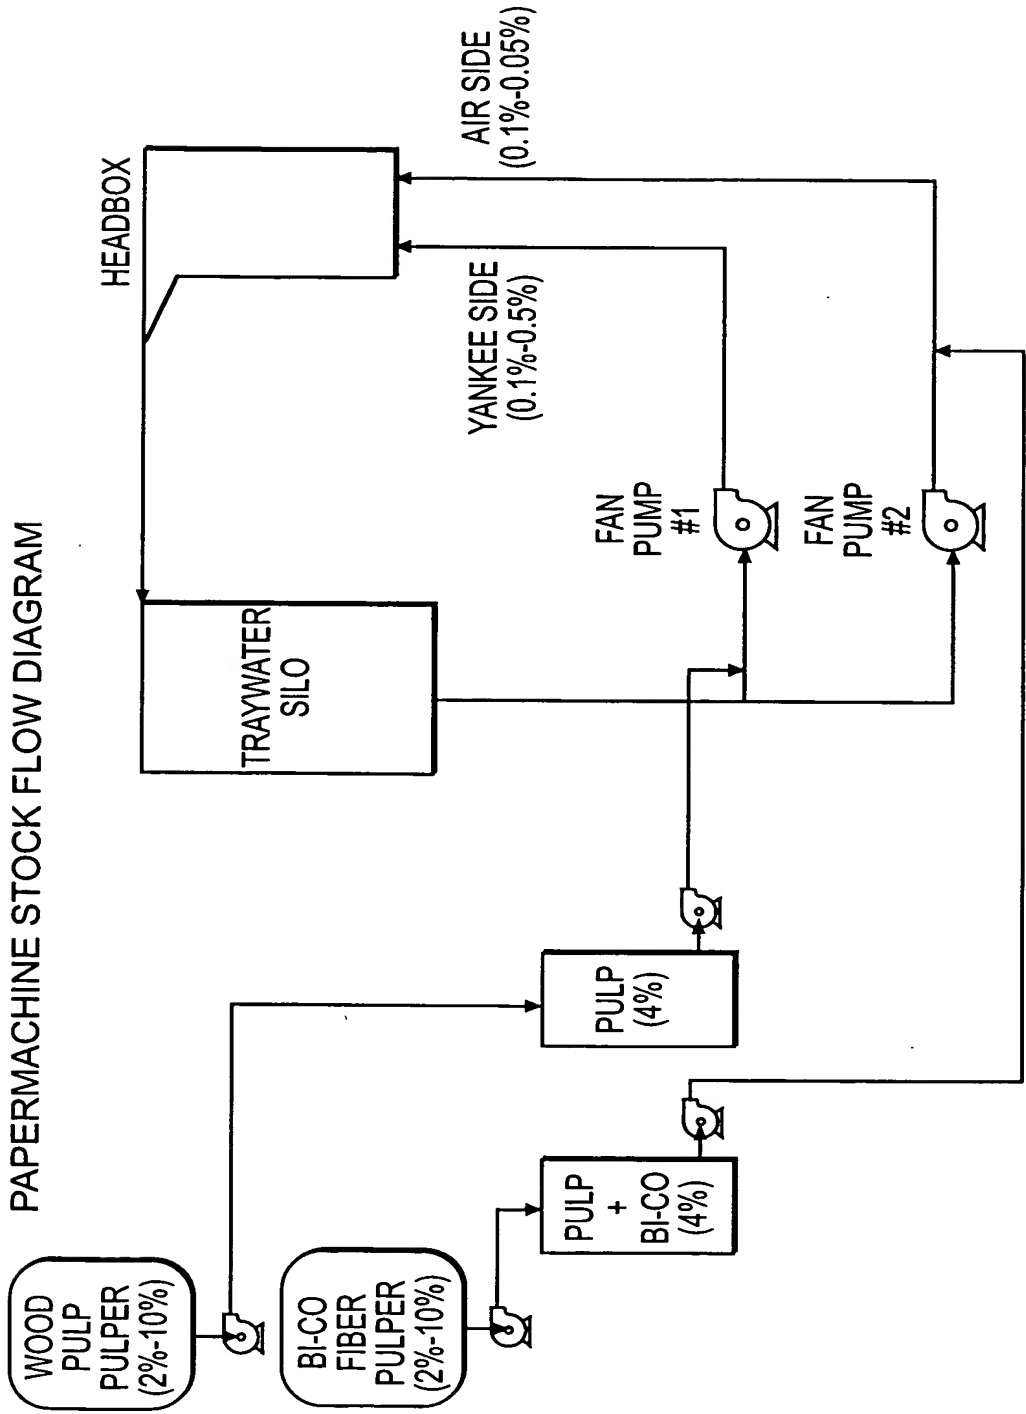 PAPERMACHINE STOCK FLOW DIAGRAM
WOOD
PULP
PULPER
(2%-10%)
BI-CO
FIBER
PULPER
(2%-10%)
PULP
+
BI-CO
(4%)
PULP
(4%)
TRAYWATER
SILO
FAN
PUMP
#1
FAN
PUMP
#2
HEADBOX
YANKEE SIDE
(0.1%-0.5%)
AIR SIDE
(0.1%-0.05%)